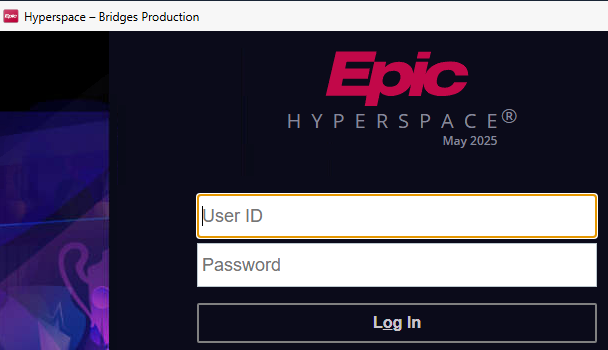 Epic Hyperspace – Bridges Production
Epic
HYPERSPACE®
May 2025
User ID
Password
Log In